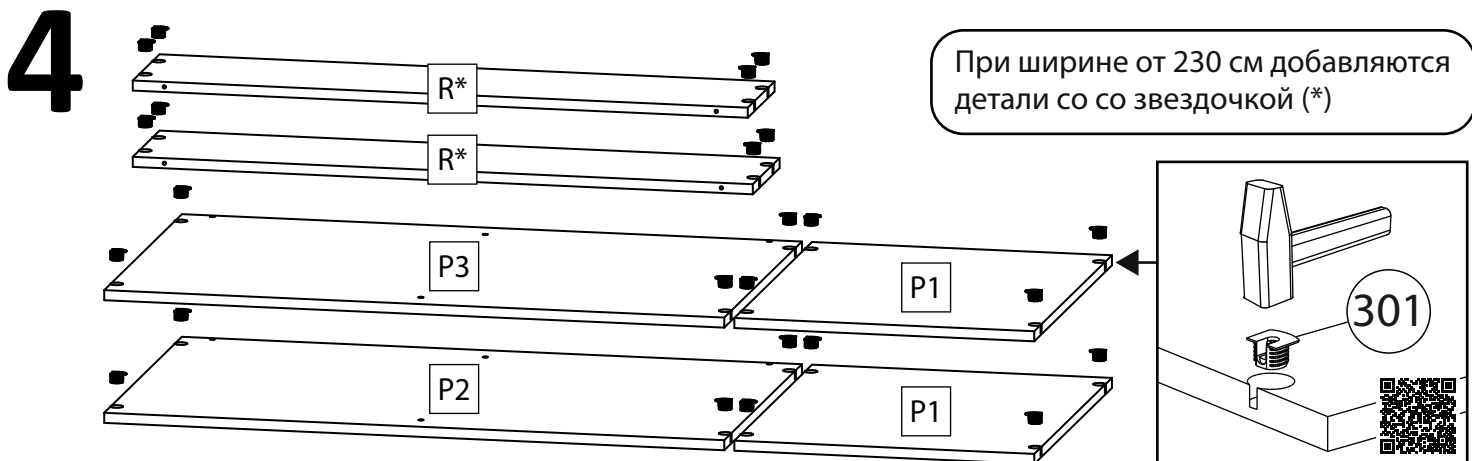 4
R*
При ширине от 230 см добавляются
детали со со звездочкой (*)
R*
P3
P1
301
P2
P1